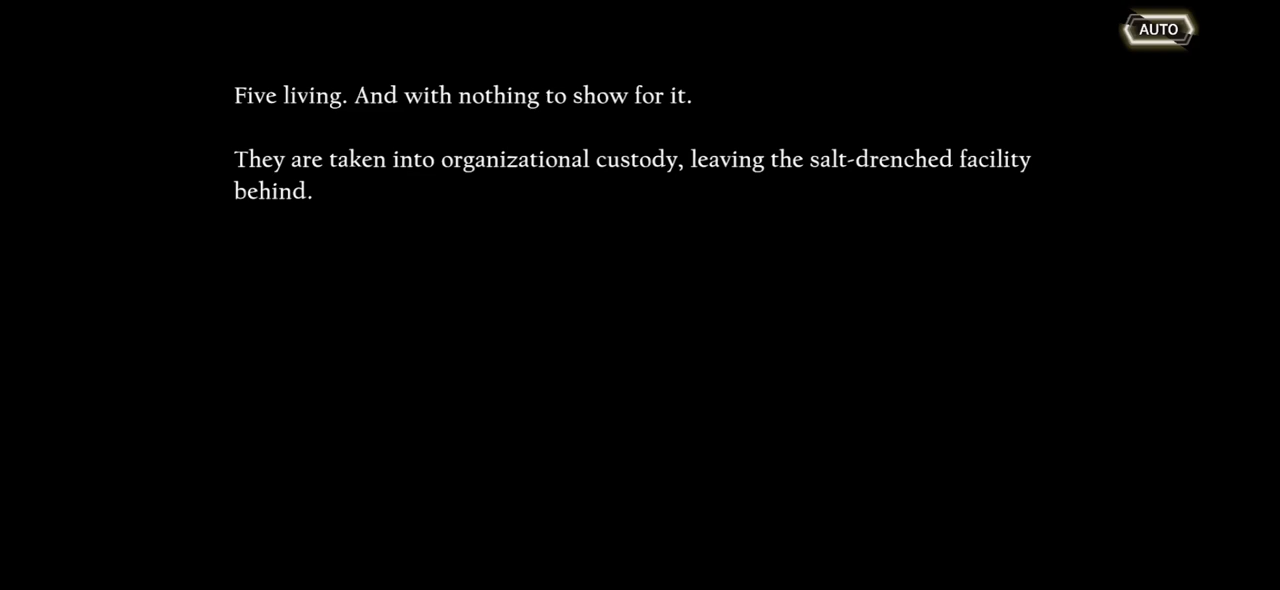 AUTO
Five living. And with nothing to show for it.
They are taken into organizational custody, leaving the salt-drenched facility
behind.